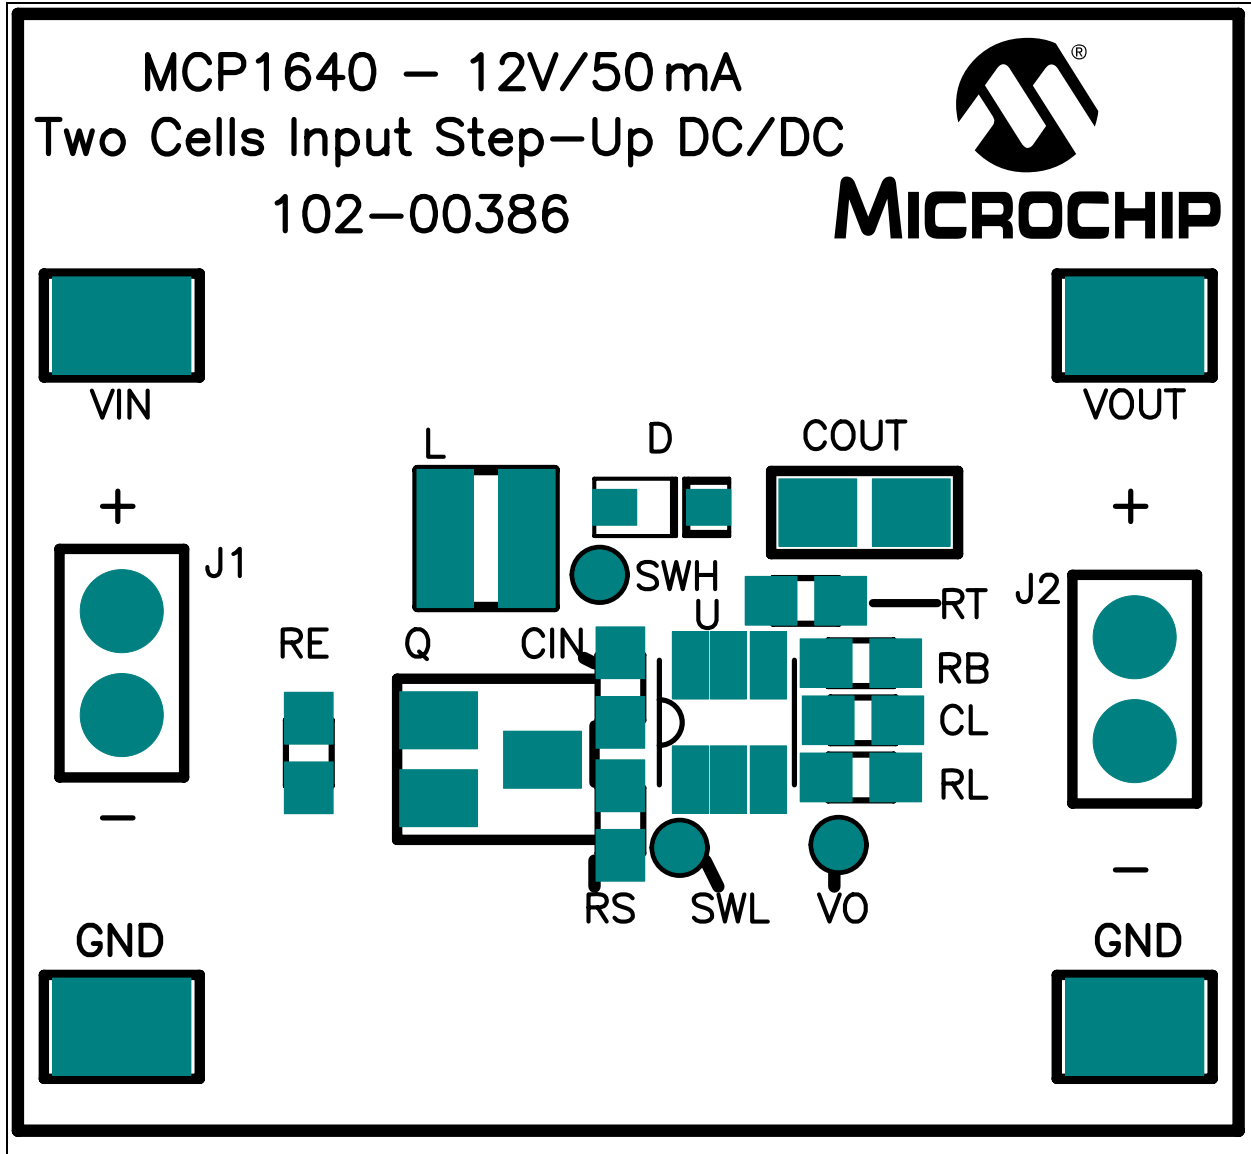 MCP1640 – 12V/50mA
Two Cells Input Step–Up DC/DC
102–00386
®
MICROCHIP
VIN
VOUT
L
D
COUT
+
+
J1
SWH
J2
RT
U
RE
Q
CIN
RB
CL
RL
–
–
RS
SWL
VO
GND
GND